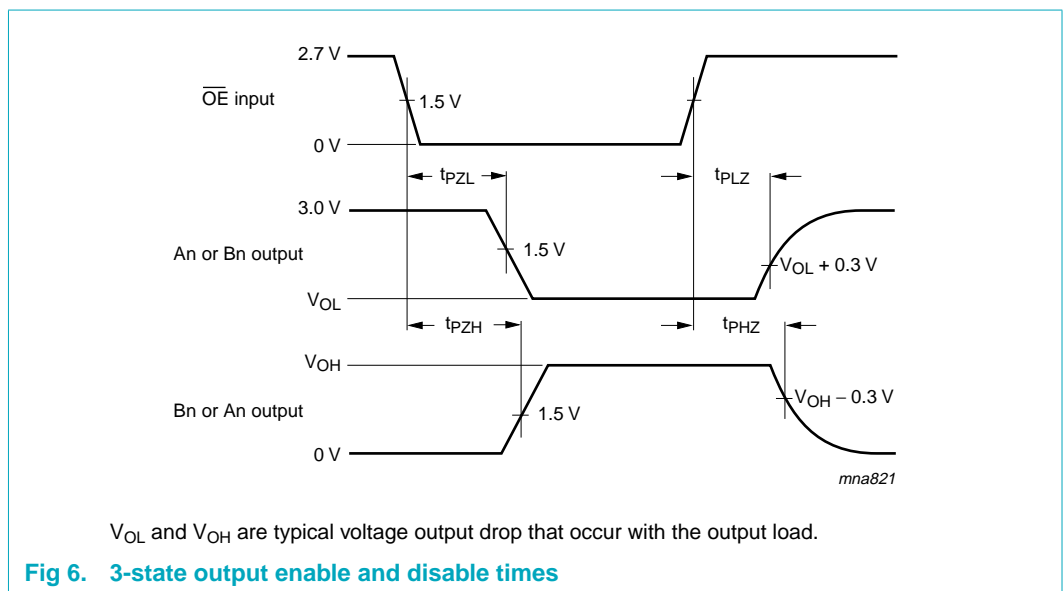 2.7 V
O̅E̅ input
1.5 V
0 V
tPZL
tPLZ
3.0 V
An or Bn output
1.5 V
VOL + 0.3 V
VOL
tPZH
tPHZ
VOH
Bn or An output
1.5 V
VOH − 0.3 V
0 V
mna821
VOL and VOH are typical voltage output drop that occur with the output load.
Fig 6. 3-state output enable and disable times